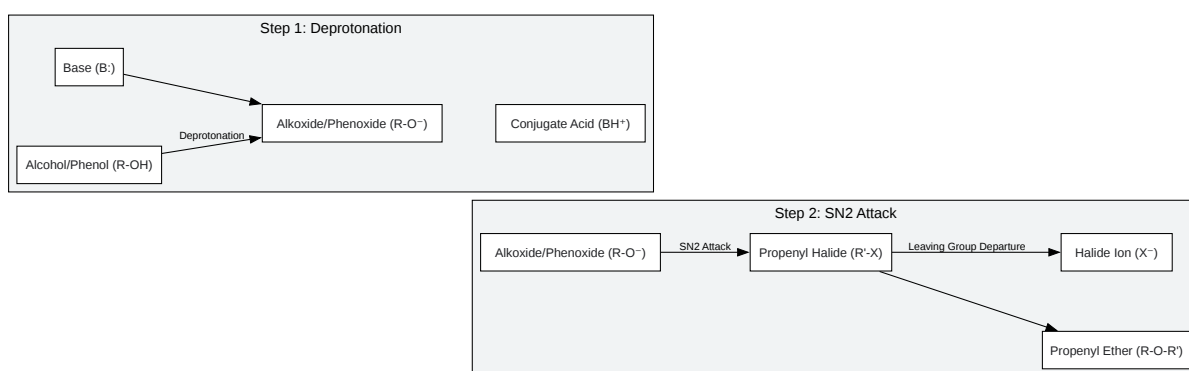 Step 1: Deprotonation
Base (B:)
Alkoxide/Phenoxide (R-O⁻)
Conjugate Acid (BH⁺)
Deprotonation
Alcohol/Phenol (R-OH)
Step 2: SN2 Attack
Alkoxide/Phenoxide (R-O⁻)
SN2 Attack
Propenyl Halide (R'-X)
Leaving Group Departure
Halide Ion (X⁻)
Propenyl Ether (R-O-R')